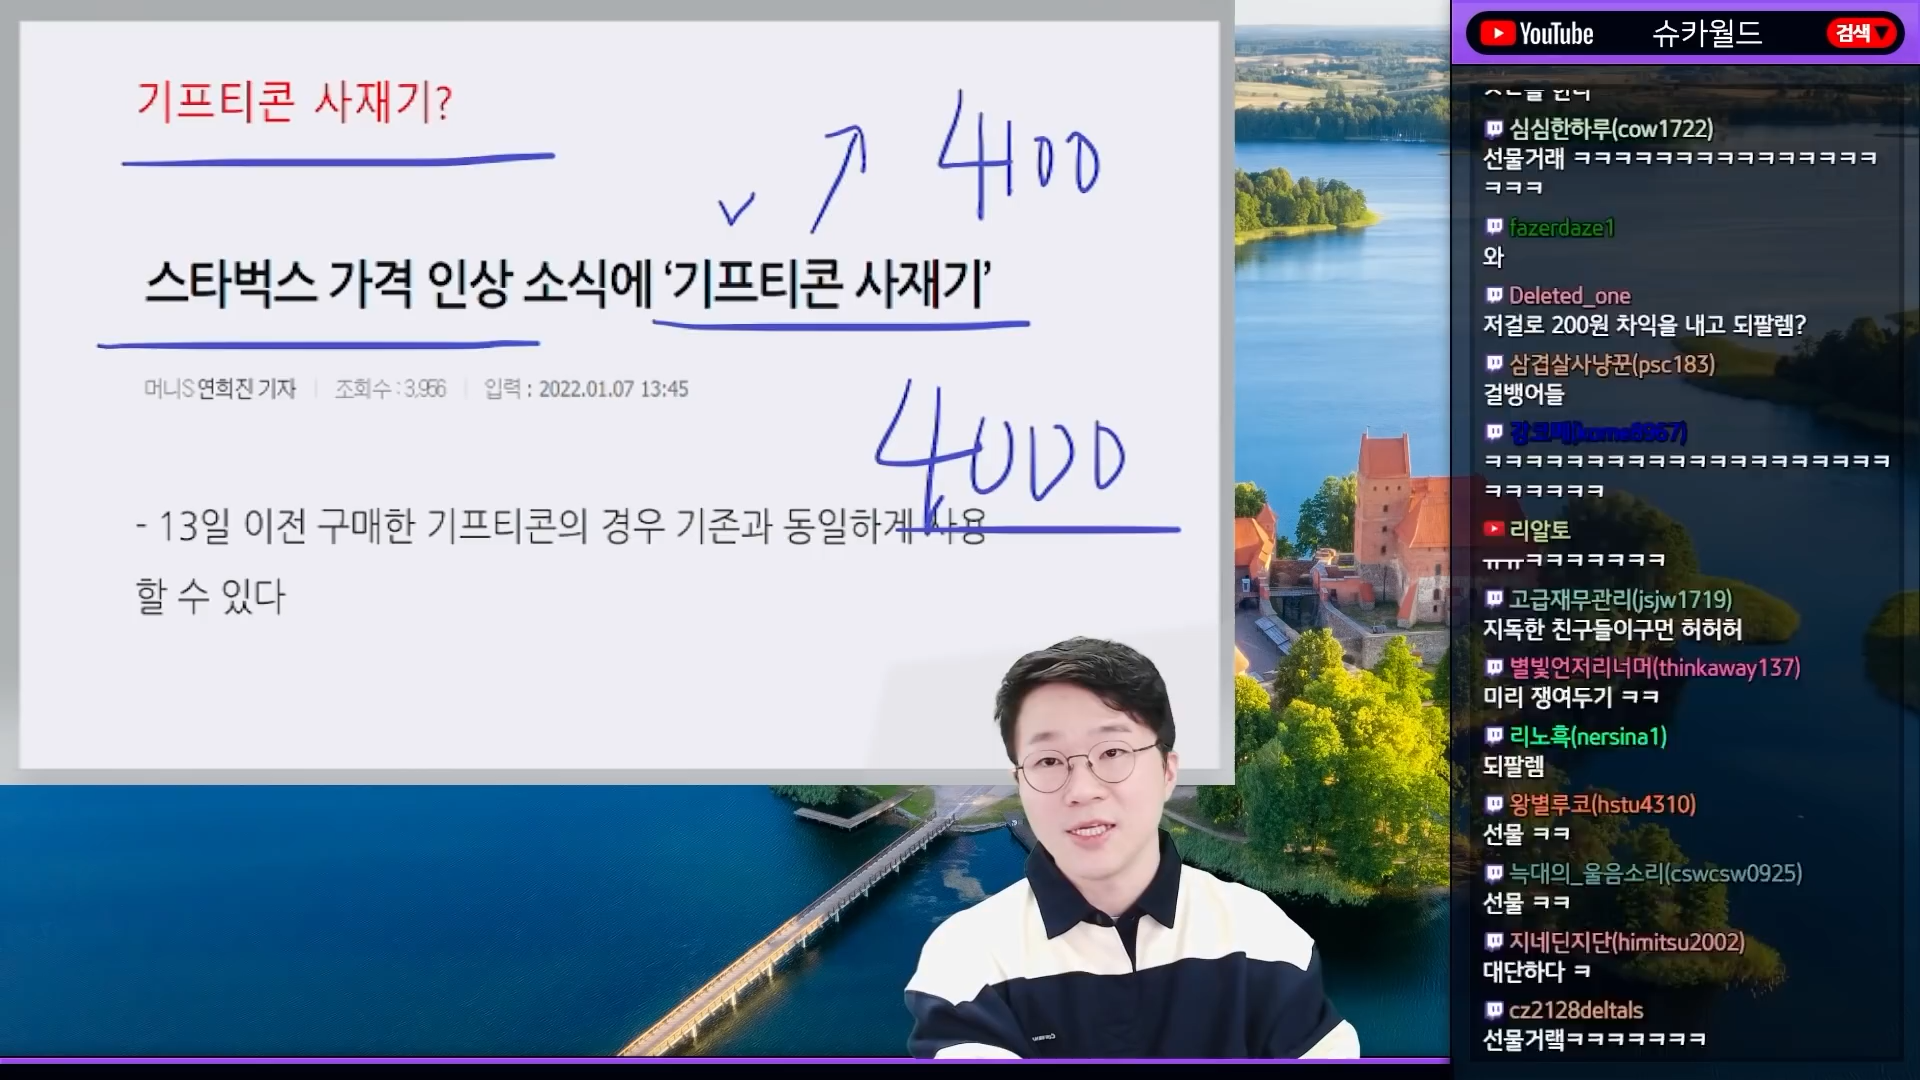 기프티콘 사재기?
4100
스타벅스 가격 인상 소식에 ‘기프티콘 사재기’
머니S 연희진 기자 | 조회수 : 3,956 | 입력 : 2022.01.07 13:45
4000
- 13일 이전 구매한 기프티콘의 경우 기존과 동일하게 사용
할 수 있다
YouTube 슈카월드 검색▼
심심한하루(cow1722)
선물거래 ㅋㅋㅋㅋㅋㅋㅋㅋㅋㅋㅋㅋㅋㅋㅋ
ㅋㅋㅋ
fazerdaze1
와
Deleted_one
저걸로 200원 차익을 내고 되팔렘?
삼겹살사냥꾼(psc183)
걸뱅어들
ㅋㅋㅋㅋㅋㅋㅋㅋㅋㅋㅋㅋㅋㅋㅋㅋㅋㅋㅋㅋ
ㅋㅋㅋㅋㅋㅋ
리알토
ㅠㅠㅋㅋㅋㅋㅋㅋㅋ
고급재무관리(jsjw1719)
지독한 친구들이구먼 허허허
별빛언저리너머(thinkaway137)
미리 쟁여두기 ㅋㅋ
리노흑(nersina1)
되팔렘
왕별루코(hstu4310)
선물 ㅋㅋ
늑대의_울음소리(cswcsw0925)
선물 ㅋㅋ
지네딘지단(himitsu2002)
대단하다 ㅋ
cz2128deltals
선물거랰ㅋㅋㅋㅋㅋㅋㅋ